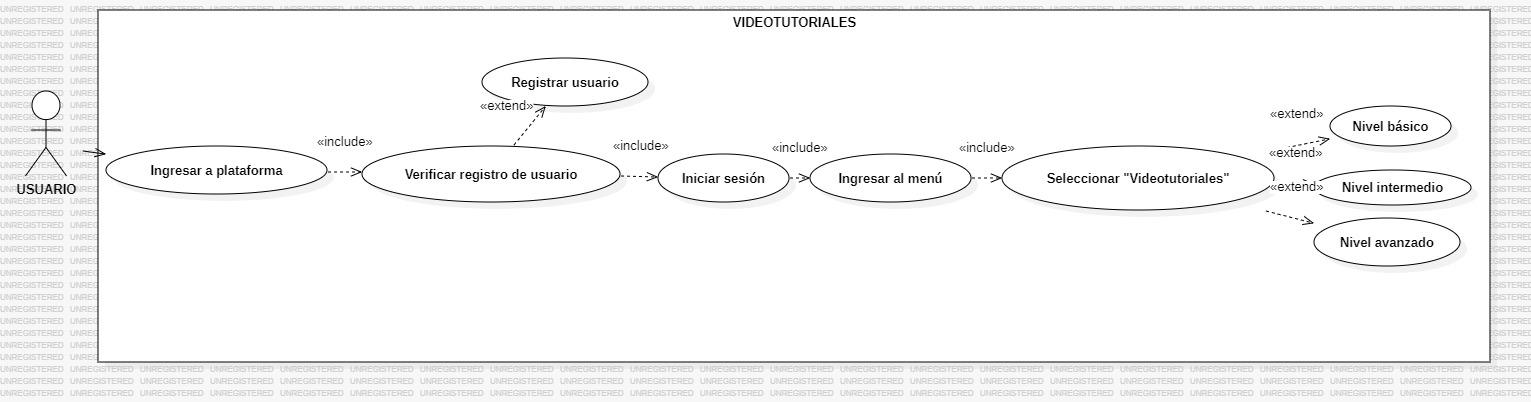 VIDEOTUTORIALES
Registrar usuario
«extend»
«extend»
Nivel básico
«include»
«include»
«include»
«include»
«extend»
Ingresar a plataforma
Verificar registro de usuario
Iniciar sesión
Ingresar al menú
Seleccionar "Videotutoriales"
«extend»
Nivel intermedio
USUARIO
Nivel avanzado
UNREGISTERED